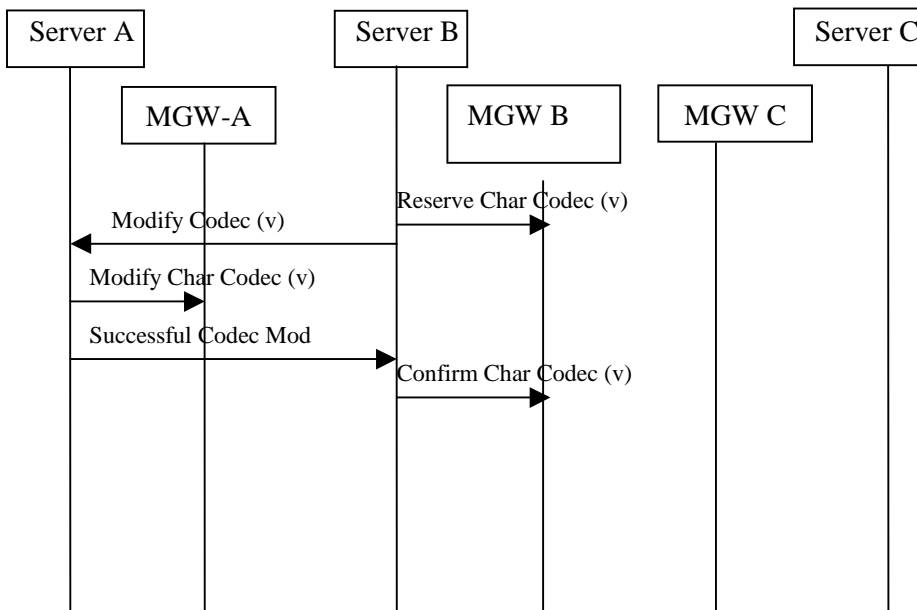 Server A
Server B
Server C
MGW-A
MGW B
MGW C
Reserve Char Codec (v)
Modify Codec (v)
Modify Char Codec (v)
Successful Codec Mod
Confirm Char Codec (v)